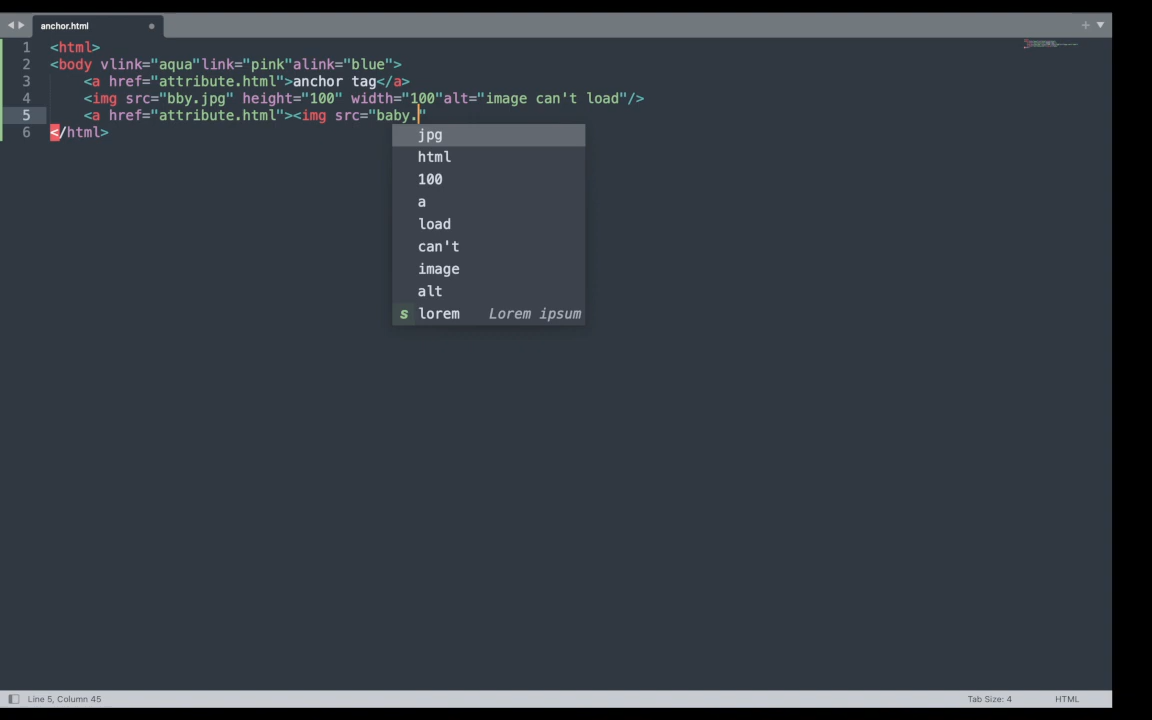 anchor.html
1 <html>
2 <body vlink="aqua"link="pink"alink="blue">
3 <a href="attribute.html">anchor tag</a>
4 <img src="bby.jpg" height="100" width="100"alt="image can't load"/>
5 <a href="attribute.html"><img src="baby."
6 </html>
jpg
html
100
a
load
can't
image
alt
s lorem Lorem ipsum
Line 5, Column 45 Tab Size: 4 HTML